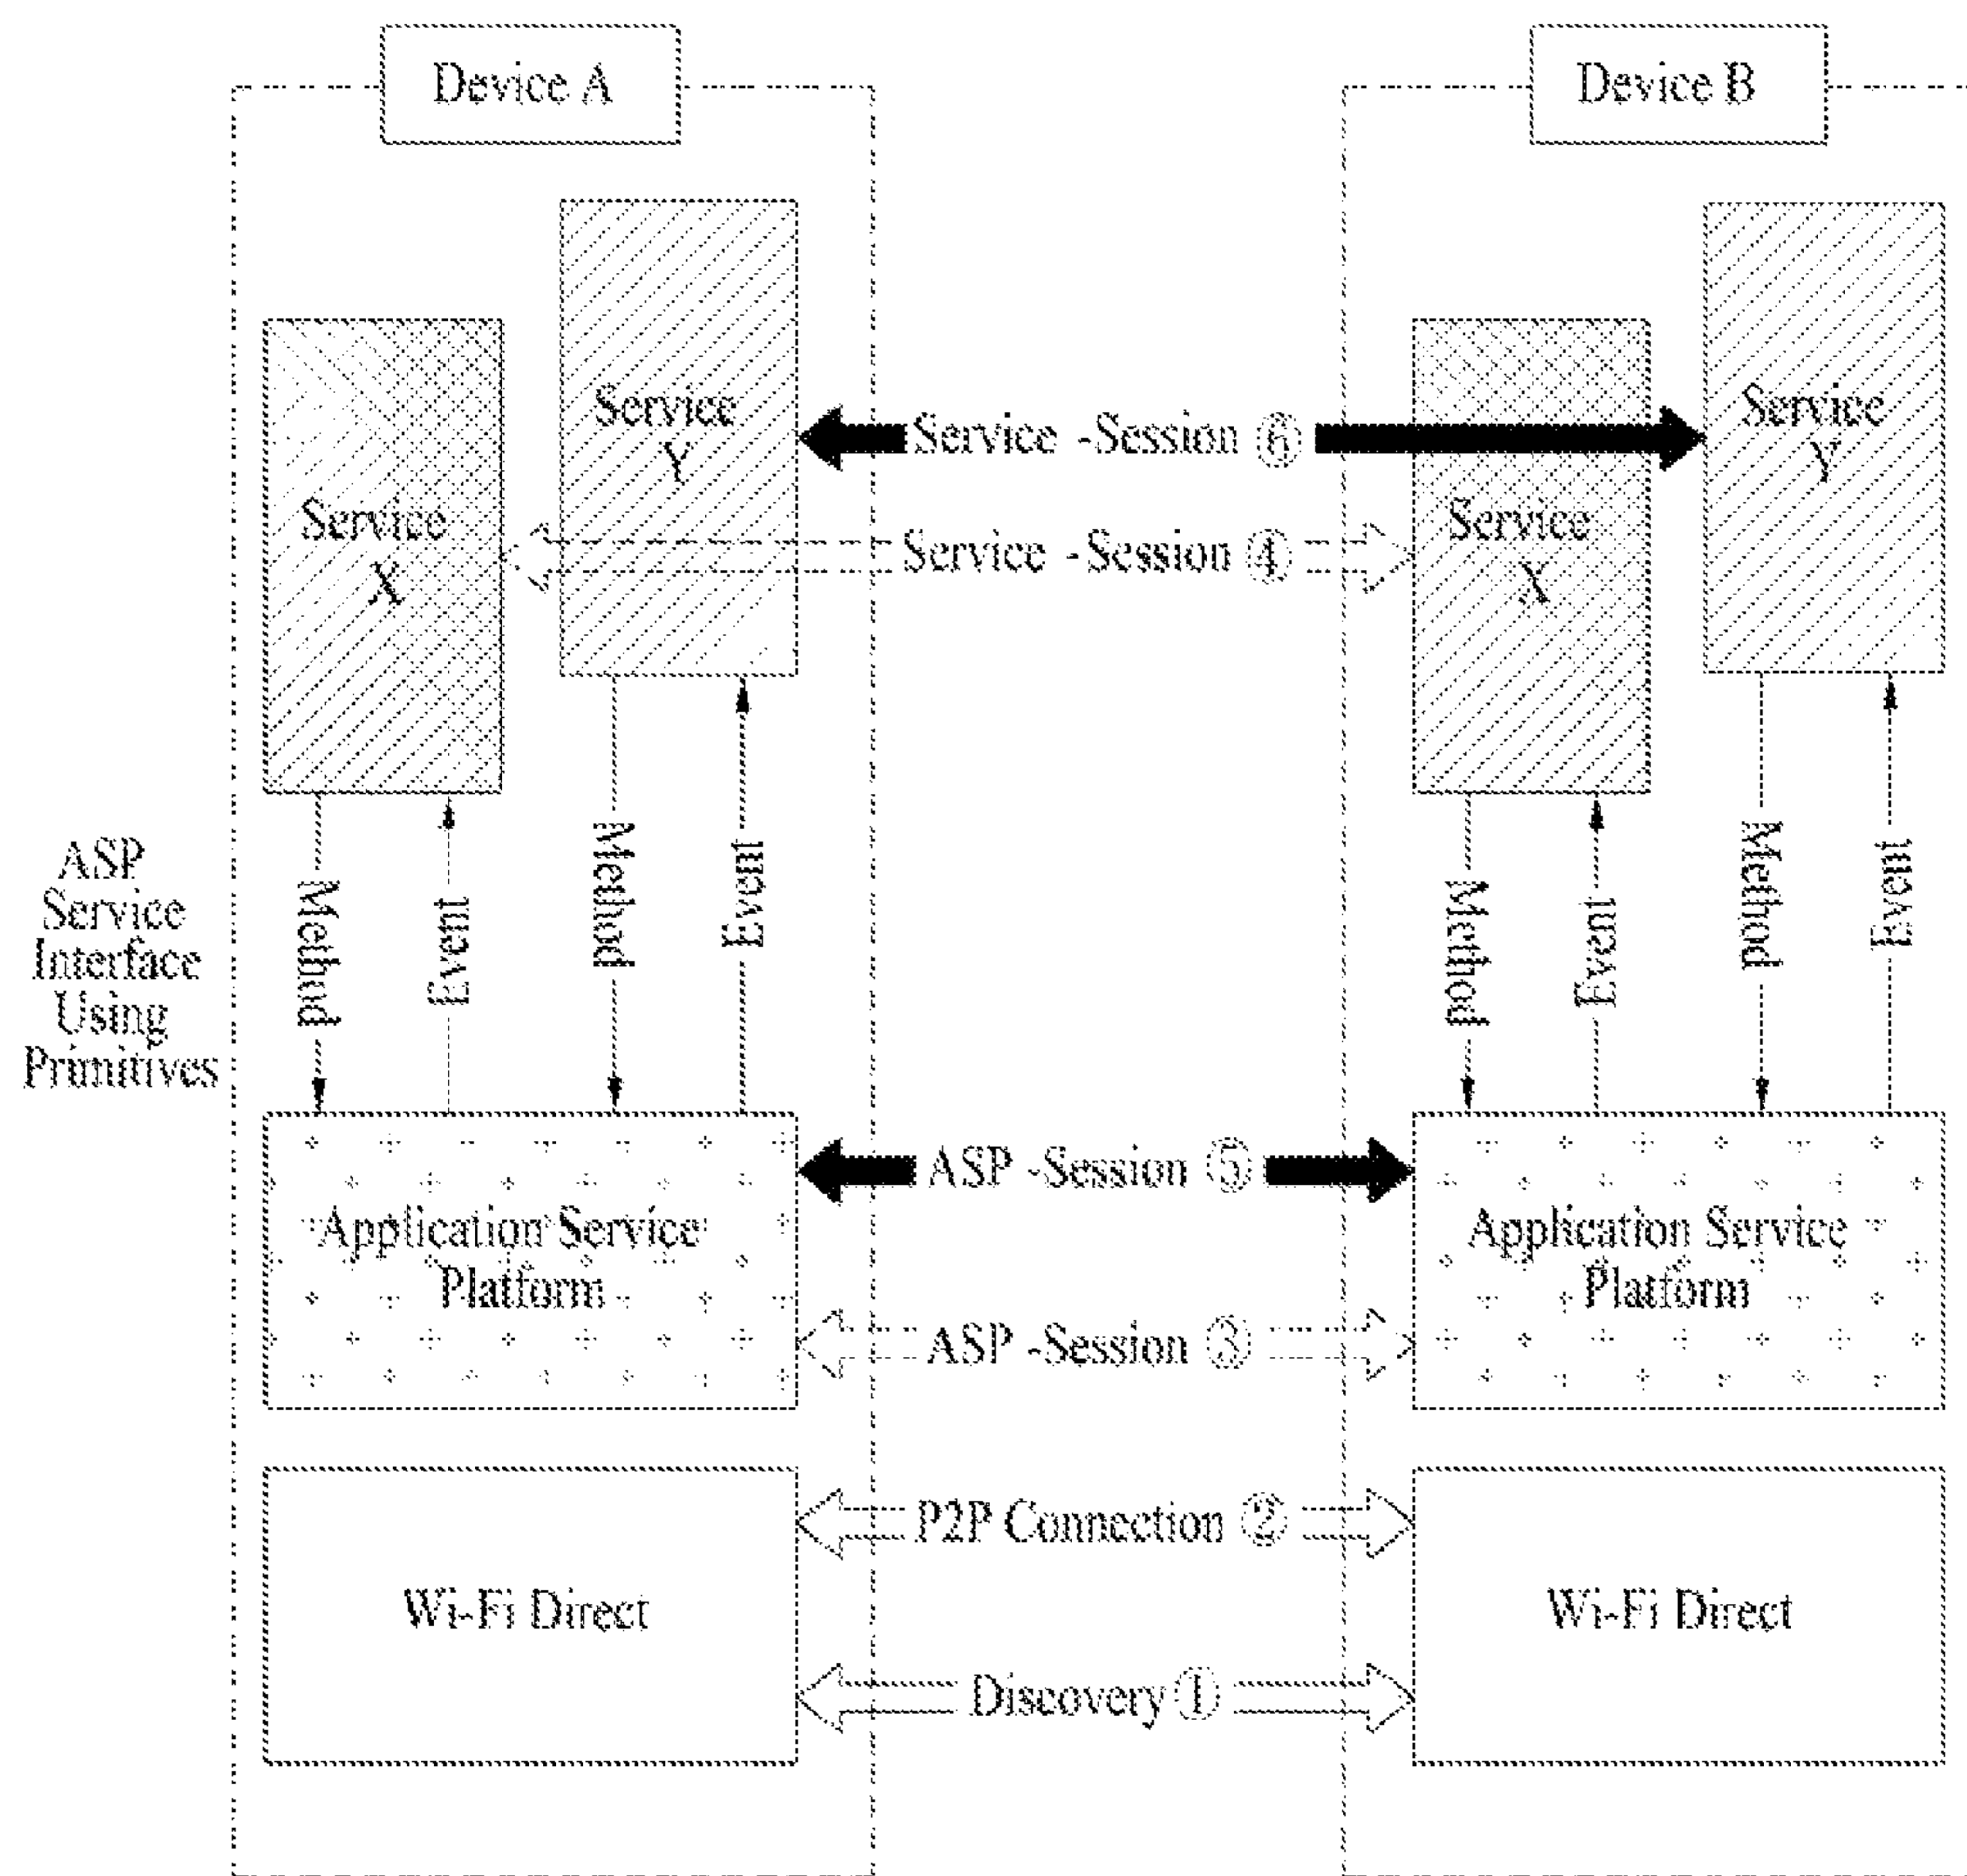 Device A
Device B
Service
Y
Service
Y
Service -Session ⑥
Service
X
Service -Session ④
Service
X
ASP
Service
Interface
Using
Primitives
Method
Event
Method
Event
Method
Event
Method
Event
ASP -Session ⑤
Application Service
Platform
Application Service
Platform
ASP -Session ③
P2P Connection ②
Wi-Fi Direct
Wi-Fi Direct
Discovery ①